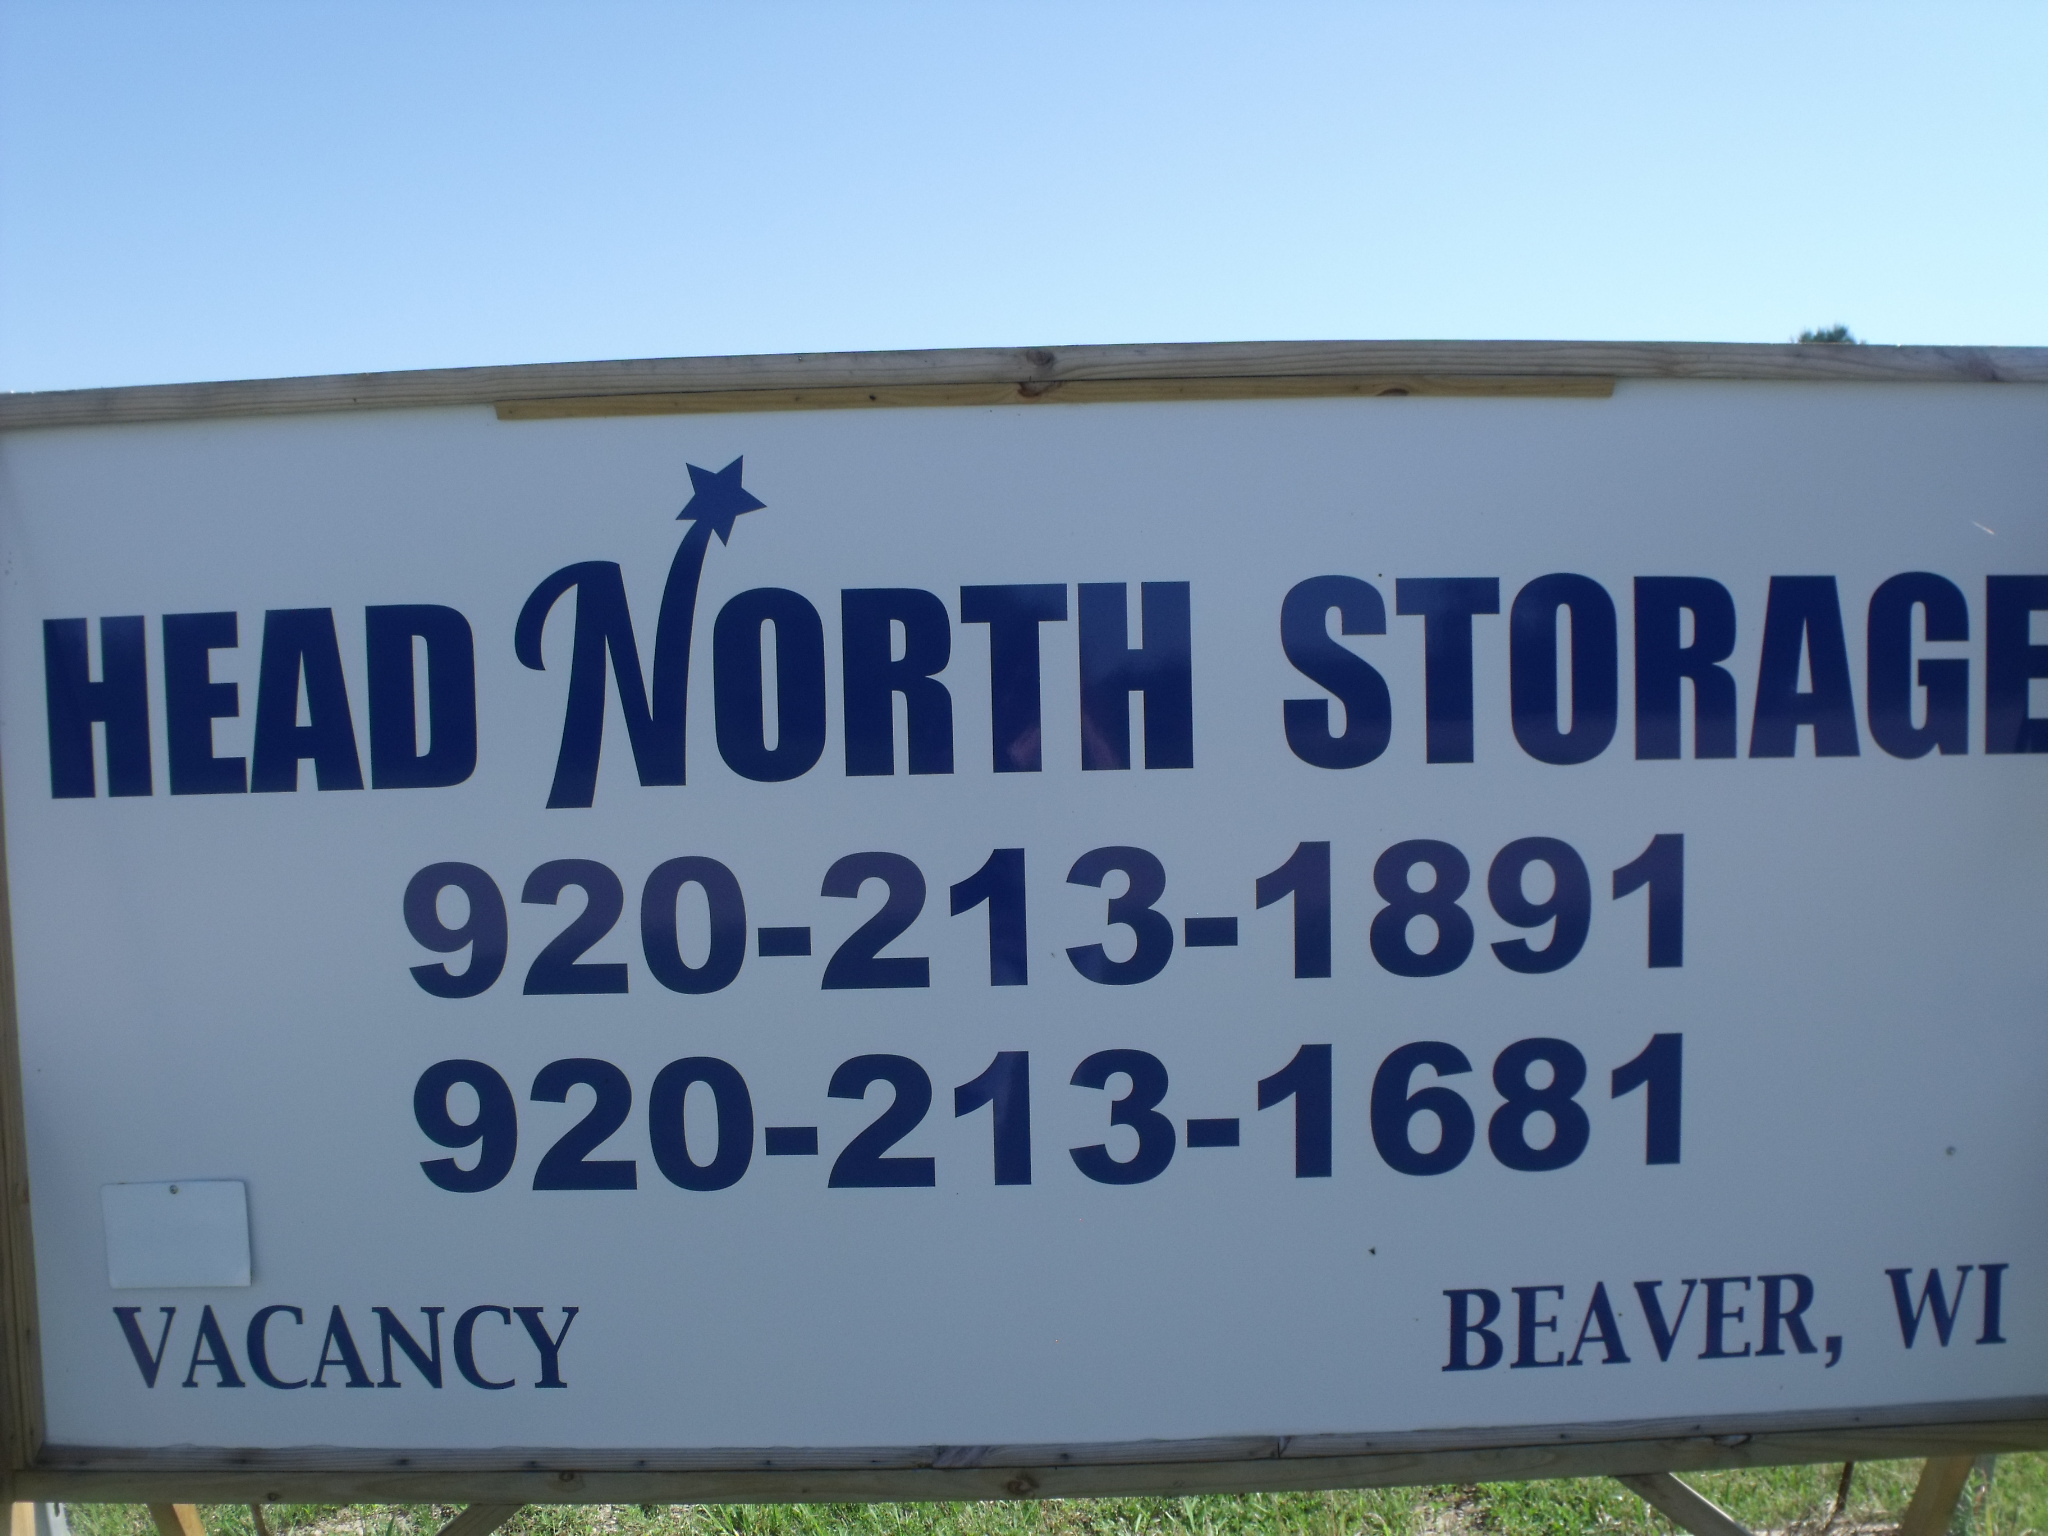 HEAD NORTH STORAGE
920-213-1891
920-213-1681
VACANCY
BEAVER, WI